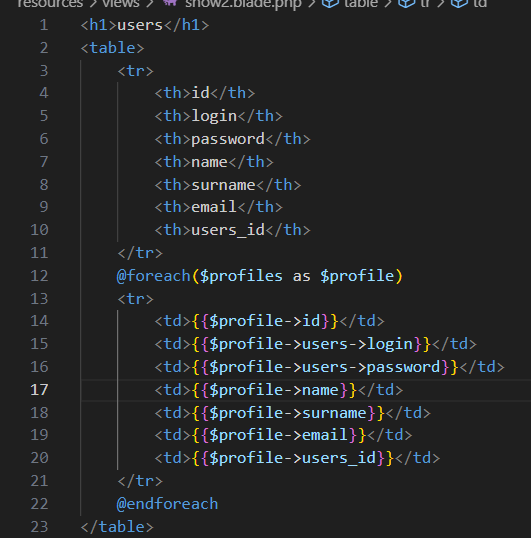 resources > views > show2.blade.php > table > tr > td
1 <h1>users</h1>
2 <table>
3 <tr>
4 <th>id</th>
5 <th>login</th>
6 <th>password</th>
7 <th>name</th>
8 <th>surname</th>
9 <th>email</th>
10 <th>users_id</th>
11 </tr>
12 @foreach($profiles as $profile)
13 <tr>
14 <td>{{$profile->id}}</td>
15 <td>{{$profile->users->login}}</td>
16 <td>{{$profile->users->password}}</td>
17 <td>{{$profile->name}}</td>
18 <td>{{$profile->surname}}</td>
19 <td>{{$profile->email}}</td>
20 <td>{{$profile->users_id}}</td>
21 </tr>
22 @endforeach
23 </table>